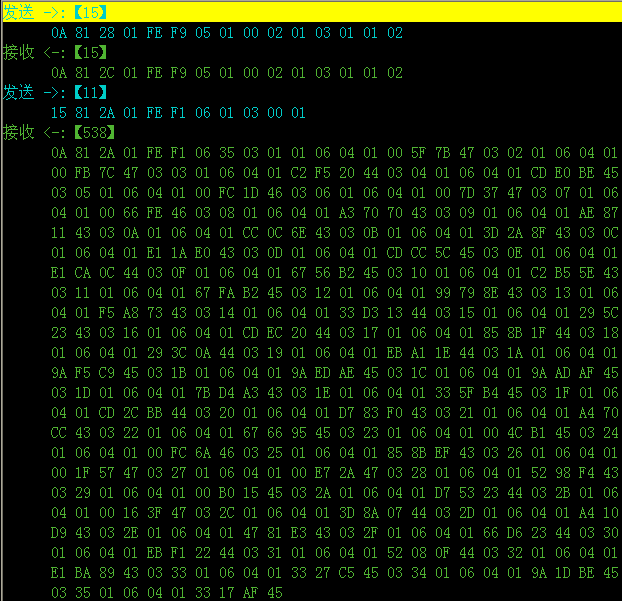 发送 ->:【15】
0A 81 28 01 FE F9 05 01 00 02 01 03 01 01 02
接收 <-:【15】
0A 81 2C 01 FE F9 05 01 00 02 01 03 01 01 02
发送 ->:【11】
15 81 2A 01 FE F1 06 01 03 00 01
接收 <-:【538】
0A 81 2A 01 FE F1 06 35 03 01 01 06 04 01 00 5F 7B 47 03 02 01 06 04 01
00 FB 7C 47 03 03 01 06 04 01 C2 F5 20 44 03 04 01 06 04 01 CD E0 BE 45
03 05 01 06 04 01 00 FC 1D 46 03 06 01 06 04 01 00 7D 37 47 03 07 01 06
04 01 00 66 FE 46 03 08 01 06 04 01 A3 70 70 43 03 09 01 06 04 01 AE 87
11 43 03 0A 01 06 04 01 CC 0C 6E 43 03 0B 01 06 04 01 3D 2A 8F 43 03 0C
01 06 04 01 E1 1A E0 43 03 0D 01 06 04 01 CD CC 5C 45 03 0E 01 06 04 01
E1 CA 0C 44 03 0F 01 06 04 01 67 56 B2 45 03 10 01 06 04 01 C2 B5 5E 43
03 11 01 06 04 01 67 FA B2 45 03 12 01 06 04 01 99 79 8E 43 03 13 01 06
04 01 F5 A8 73 43 03 14 01 06 04 01 33 D3 13 44 03 15 01 06 04 01 29 5C
23 43 03 16 01 06 04 01 CD EC 20 44 03 17 01 06 04 01 85 8B 1F 44 03 18
01 06 04 01 29 3C 0A 44 03 19 01 06 04 01 EB A1 1E 44 03 1A 01 06 04 01
9A F5 C9 45 03 1B 01 06 04 01 9A ED AE 45 03 1C 01 06 04 01 9A AD AF 45
03 1D 01 06 04 01 7B D4 A3 43 03 1E 01 06 04 01 33 5F B4 45 03 1F 01 06
04 01 CD 2C BB 44 03 20 01 06 04 01 D7 83 F0 43 03 21 01 06 04 01 A4 70
CC 43 03 22 01 06 04 01 67 66 95 45 03 23 01 06 04 01 00 4C B1 45 03 24
01 06 04 01 00 FC 6A 46 03 25 01 06 04 01 85 8B EF 43 03 26 01 06 04 01
00 1F 57 47 03 27 01 06 04 01 00 E7 2A 47 03 28 01 06 04 01 52 98 F4 43
03 29 01 06 04 01 00 B0 15 45 03 2A 01 06 04 01 D7 53 23 44 03 2B 01 06
04 01 00 16 3F 47 03 2C 01 06 04 01 3D 8A 07 44 03 2D 01 06 04 01 A4 10
D9 43 03 2E 01 06 04 01 47 81 E3 43 03 2F 01 06 04 01 66 D6 23 44 03 30
01 06 04 01 EB F1 22 44 03 31 01 06 04 01 52 08 0F 44 03 32 01 06 04 01
E1 BA 89 43 03 33 01 06 04 01 33 27 C5 45 03 34 01 06 04 01 9A 1D BE 45
03 35 01 06 04 01 33 17 AF 45